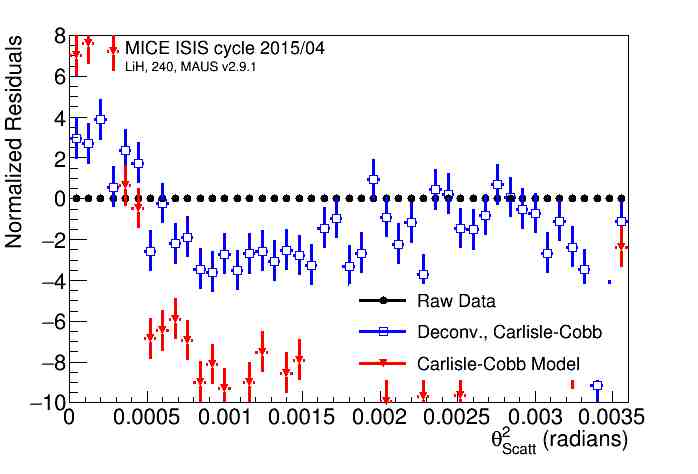 Normalized Residuals
8
6
4
2
0
−2
−4
−6
−8
−10
MICE ISIS cycle 2015/04
LiH, 240, MAUS v2.9.1
Raw Data
Deconv., Carlisle-Cobb
Carlisle-Cobb Model
0 0.0005 0.001 0.0015 0.002 0.0025 0.003 0.0035
θ²Scatt (radians)